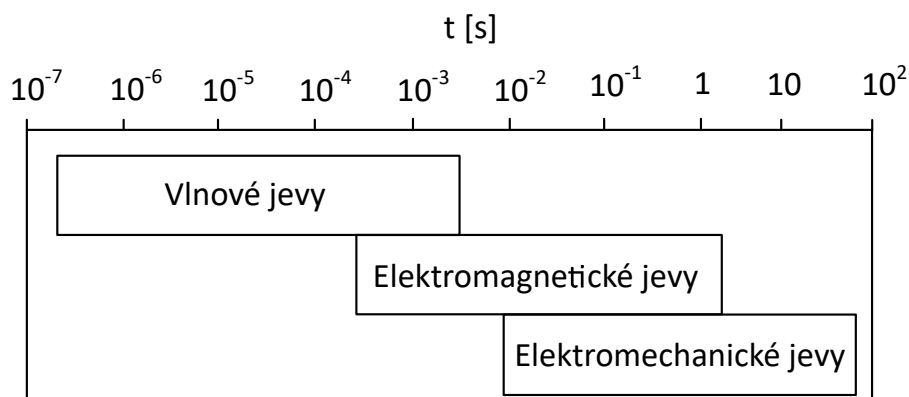 t [s]
10⁻⁷ 10⁻⁶ 10⁻⁵ 10⁻⁴ 10⁻³ 10⁻² 10⁻¹ 1 10 10²
Vlnové jevy
Elektromagnetické jevy
Elektromechanické jevy